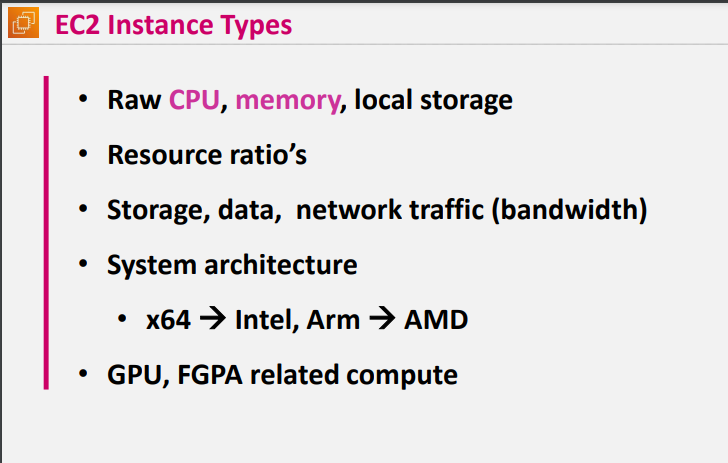 EC2 Instance Types
• Raw CPU, memory, local storage
• Resource ratio’s
• Storage, data, network traffic (bandwidth)
• System architecture
• x64 → Intel, Arm → AMD
• GPU, FGPA related compute